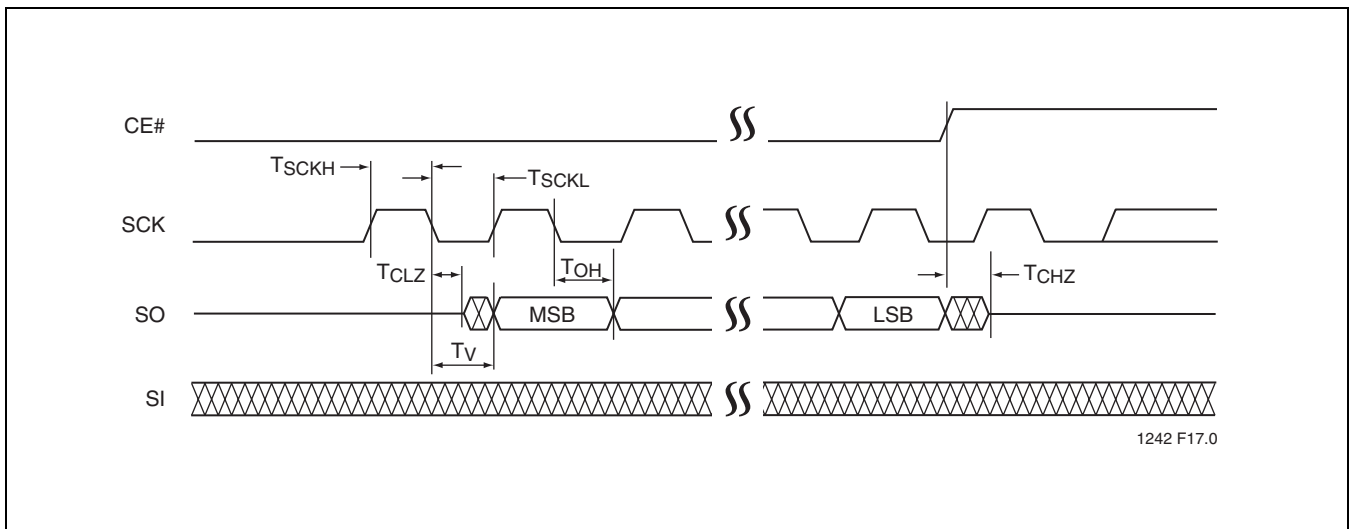 CE#
TSCKH
TSCKL
SCK
TCLZ
TOH
TCHZ
SO
MSB
LSB
TV
SI
1242 F17.0